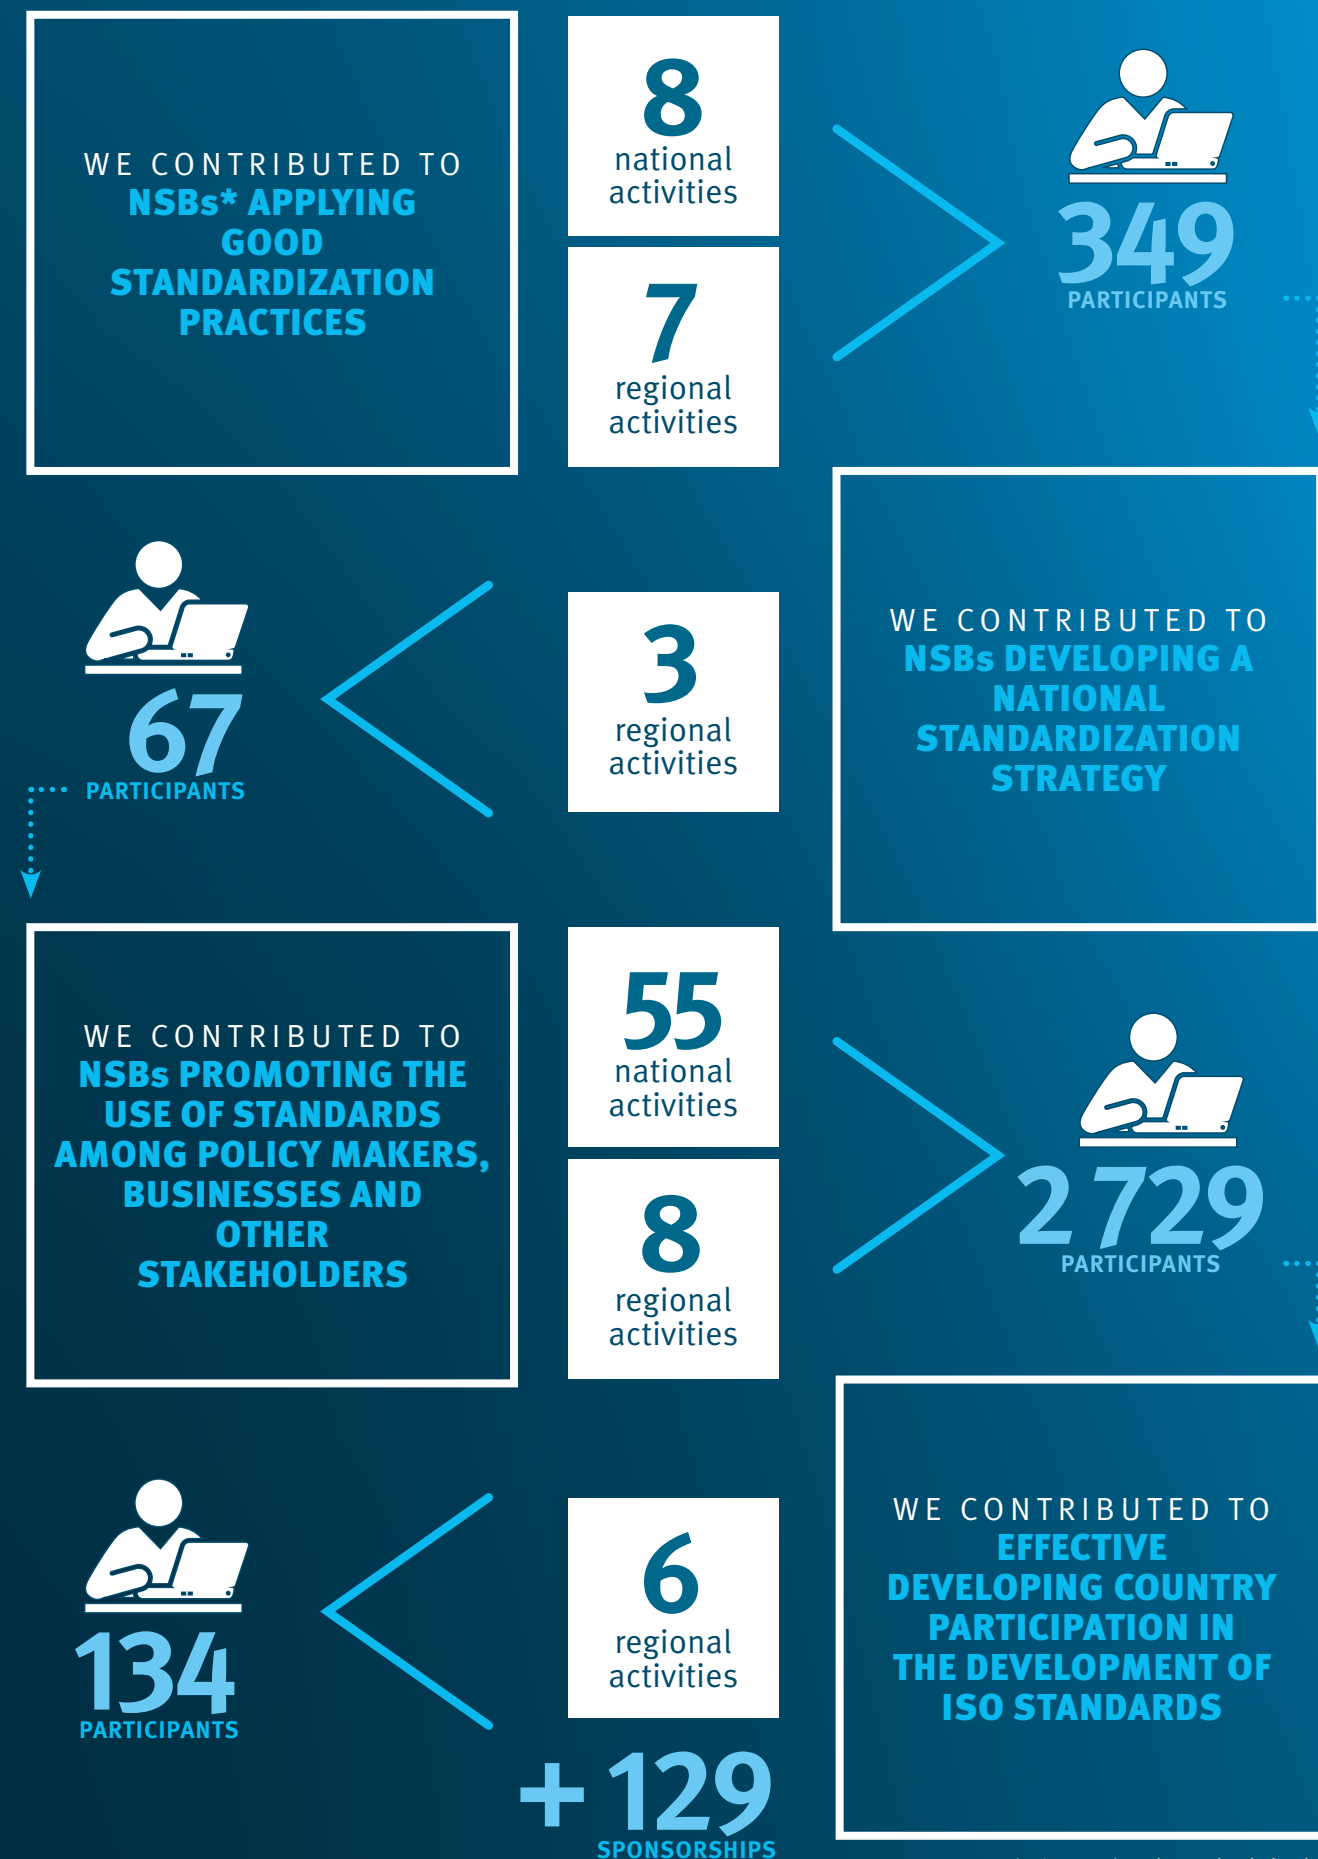 WE CONTRIBUTED TO
NSBs* APPLYING
GOOD
STANDARDIZATION
PRACTICES
8
national
activities
7
regional
activities
349
PARTICIPANTS
WE CONTRIBUTED TO
NSBs DEVELOPING A
NATIONAL
STANDARDIZATION
STRATEGY
3
regional
activities
67
PARTICIPANTS
WE CONTRIBUTED TO
NSBs PROMOTING THE
USE OF STANDARDS
AMONG POLICY MAKERS,
BUSINESSES AND
OTHER
STAKEHOLDERS
55
national
activities
8
regional
activities
2 729
PARTICIPANTS
WE CONTRIBUTED TO
EFFECTIVE
DEVELOPING COUNTRY
PARTICIPATION IN
THE DEVELOPMENT OF
ISO STANDARDS
6
regional
activities
+ 129
SPONSORSHIPS
134
PARTICIPANTS